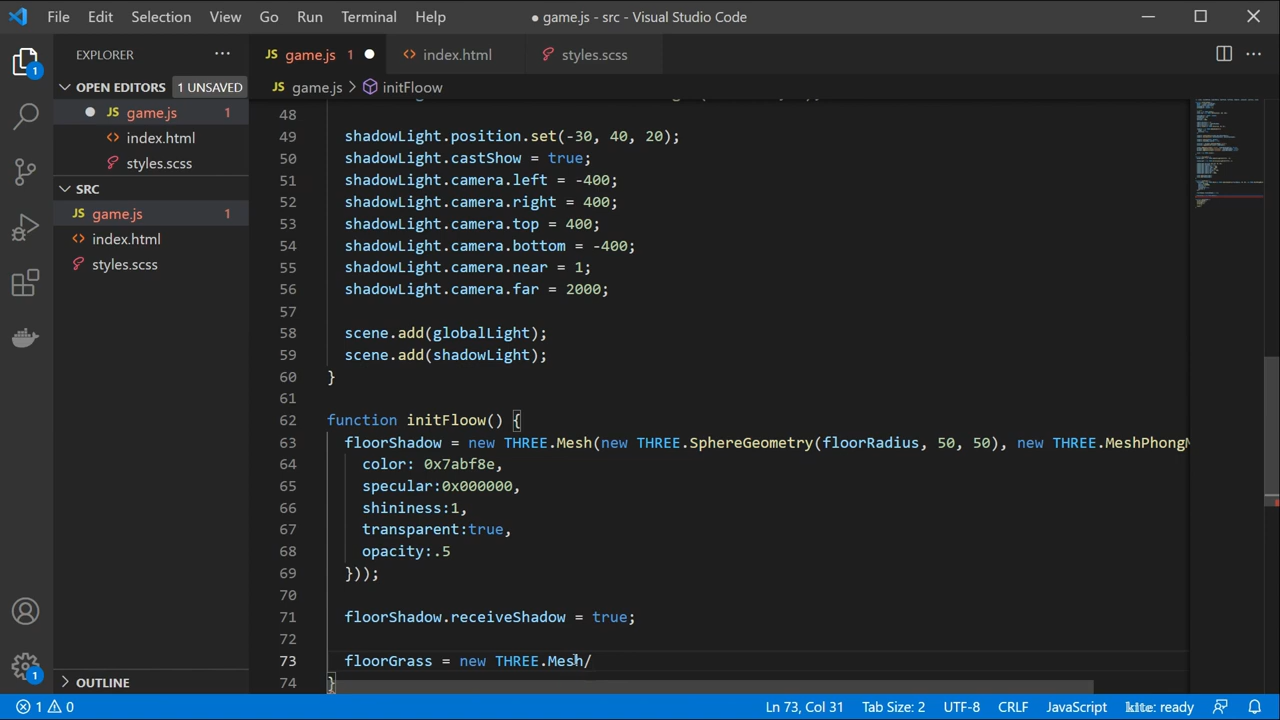 File Edit Selection View Go Run Terminal Help ● game.js - src - Visual Studio Code
EXPLORER ···
JS game.js 1 ●
<> index.html
styles.scss
OPEN EDITORS 1 UNSAVED
JS game.js > initFloow
● JS game.js 1
<> index.html
styles.scss
SRC
JS game.js 1
<> index.html
styles.scss
OUTLINE
1
1
48
49 shadowLight.position.set(-30, 40, 20);
50 shadowLight.castShow = true;
51 shadowLight.camera.left = -400;
52 shadowLight.camera.right = 400;
53 shadowLight.camera.top = 400;
54 shadowLight.camera.bottom = -400;
55 shadowLight.camera.near = 1;
56 shadowLight.camera.far = 2000;
57
58 scene.add(globalLight);
59 scene.add(shadowLight);
60 }
61
62 function initFloow() {
63 floorShadow = new THREE.Mesh(new THREE.SphereGeometry(floorRadius, 50, 50), new THREE.MeshPhong
64 color: 0x7abf8e,
65 specular:0x000000,
66 shininess:1,
67 transparent:true,
68 opacity:.5
69 }));
70
71 floorShadow.receiveShadow = true;
72
73 floorGrass = new THREE.Mesh/
74 }
1 0 Ln 73, Col 31 Tab Size: 2 UTF-8 CRLF JavaScript kite: ready